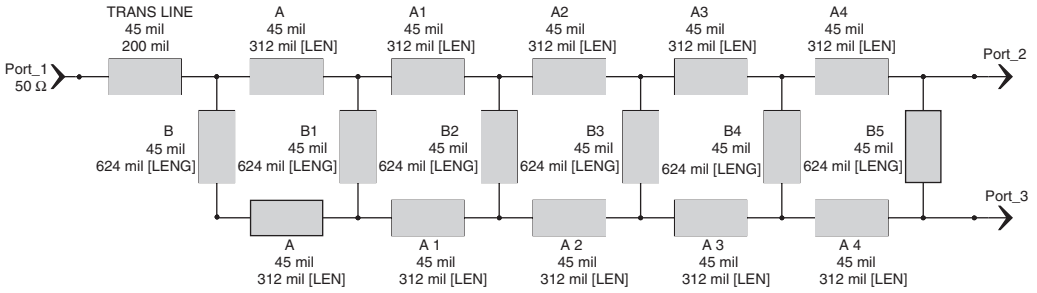 TRANS LINE
45 mil
200 mil
A
45 mil
312 mil [LEN]
A1
45 mil
312 mil [LEN]
A2
45 mil
312 mil [LEN]
A3
45 mil
312 mil [LEN]
A4
45 mil
312 mil [LEN]
Port_1
50 Ω
Port_2
B
45 mil
624 mil [LENG]
B1
45 mil
624 mil [LENG]
B2
45 mil
624 mil [LENG]
B3
45 mil
624 mil [LENG]
B4
45 mil
624 mil [LENG]
B5
45 mil
624 mil [LENG]
Port_3
A
45 mil
312 mil [LEN]
A 1
45 mil
312 mil [LEN]
A 2
45 mil
312 mil [LEN]
A 3
45 mil
312 mil [LEN]
A 4
45 mil
312 mil [LEN]